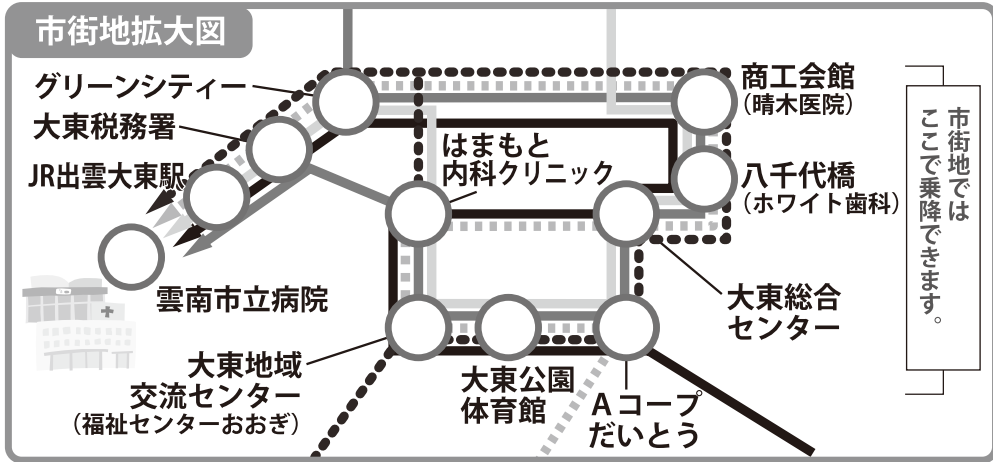 市街地拡大図
グリーンシティー
大東税務署
JR出雲大東駅
雲南市立病院
はまもと
内科クリニック
商工会館
（晴木医院）
八千代橋
（ホワイト歯科）
大東総合
センター
大東地域
交流センター
（福祉センターおおぎ）
大東公園
体育館
Aコープ
だいとう
市街地では
ここで乗降できます。